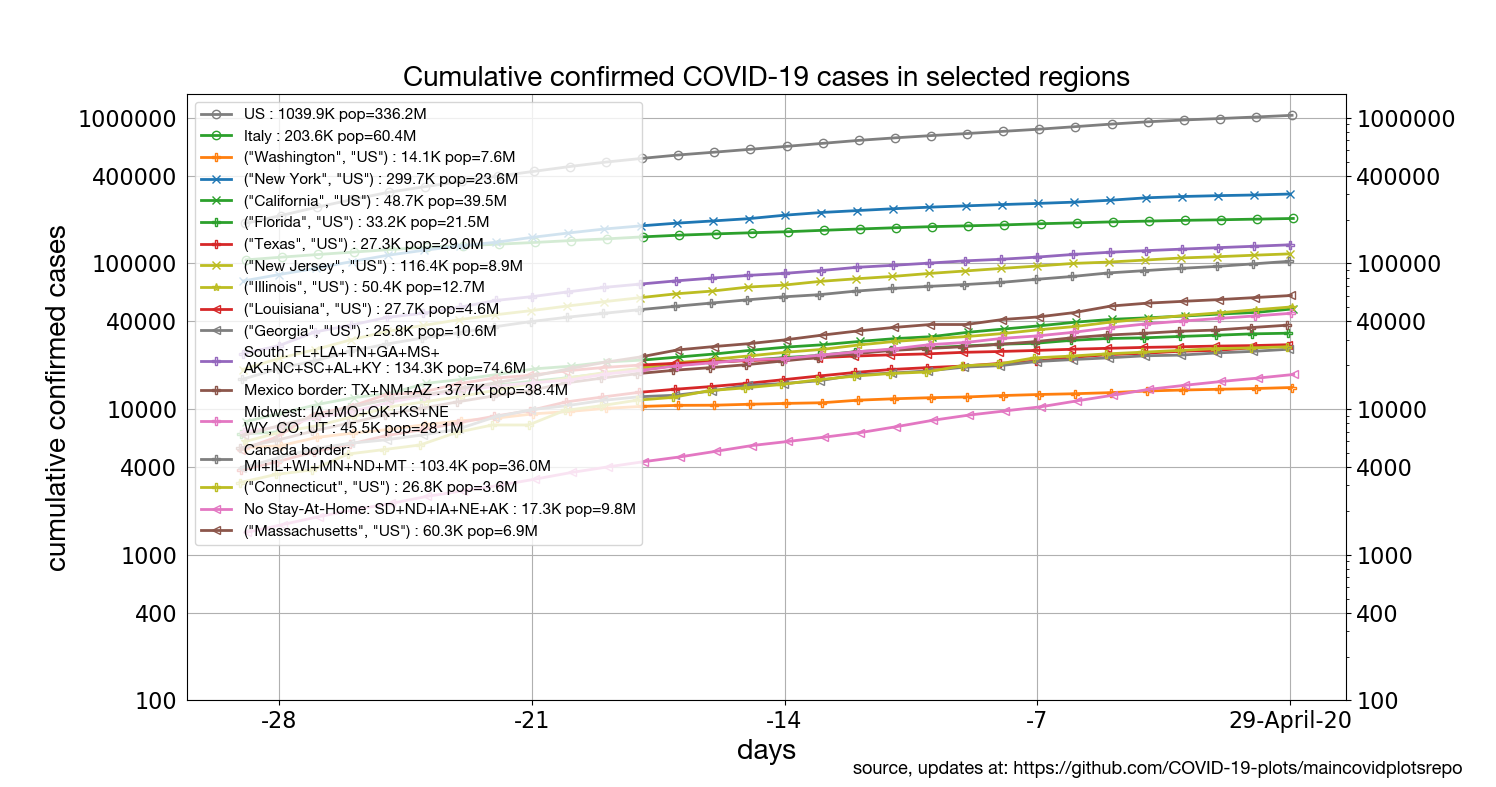 Cumulative confirmed COVID-19 cases in selected regions
cumulative confirmed cases
1000000
400000
100000
40000
10000
4000
1000
400
100
US : 1039.9K pop=336.2M
Italy : 203.6K pop=60.4M
("Washington", "US") : 14.1K pop=7.6M
("New York", "US") : 299.7K pop=23.6M
("California", "US") : 48.7K pop=39.5M
("Florida", "US") : 33.2K pop=21.5M
("Texas", "US") : 27.3K pop=29.0M
("New Jersey", "US") : 116.4K pop=8.9M
("Illinois", "US") : 50.4K pop=12.7M
("Louisiana", "US") : 27.7K pop=4.6M
("Georgia", "US") : 25.8K pop=10.6M
South: FL+LA+TN+GA+MS+
AK+NC+SC+AL+KY : 134.3K pop=74.6M
Mexico border: TX+NM+AZ : 37.7K pop=38.4M
Midwest: IA+MO+OK+KS+NE
WY, CO, UT : 45.5K pop=28.1M
Canada border:
MI+IL+WI+MN+ND+MT : 103.4K pop=36.0M
("Connecticut", "US") : 26.8K pop=3.6M
No Stay-At-Home: SD+ND+IA+NE+AK : 17.3K pop=9.8M
("Massachusetts", "US") : 60.3K pop=6.9M
1000000
400000
100000
40000
10000
4000
1000
400
100
-28
-21
-14
-7
29-April-20
days
source, updates at: https://github.com/COVID-19-plots/maincovidplotsrepo